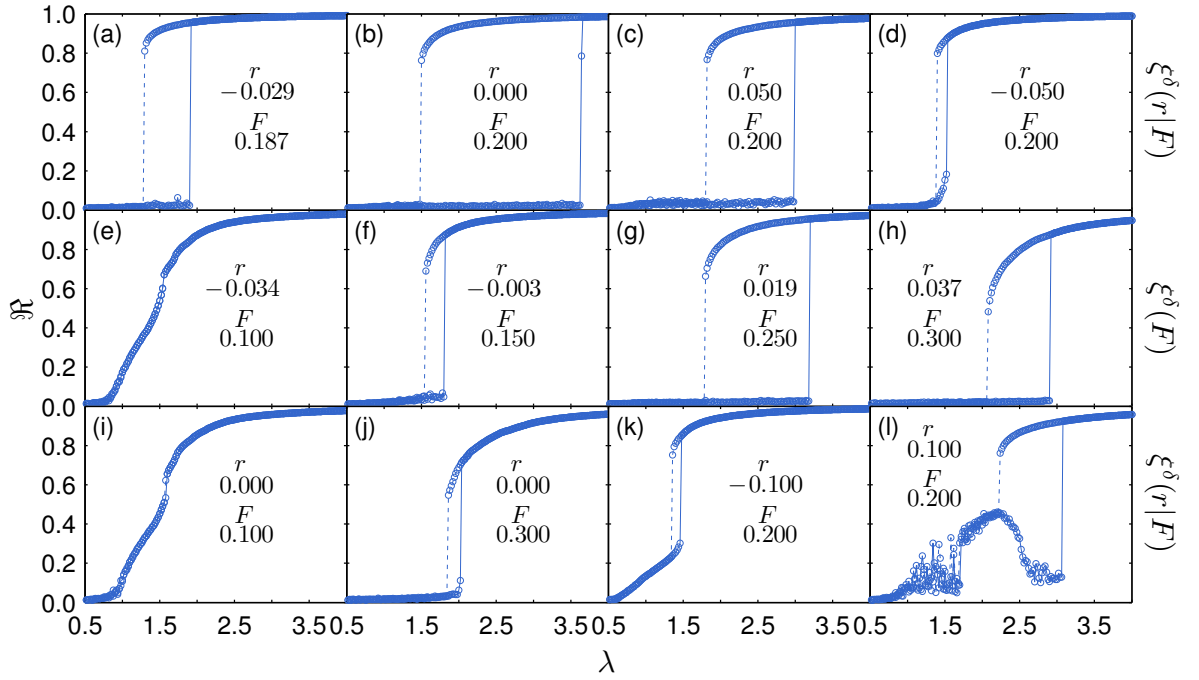 (a)
r
−0.029
F
0.187
(b)
r
0.000
F
0.200
(c)
r
0.050
F
0.200
(d)
r
−0.050
F
0.200
ξ^δ(r|F)
1.0
0.8
0.6
0.4
0.2
0.0
(e)
r
−0.034
F
0.100
(f)
r
−0.003
F
0.150
(g)
r
0.019
F
0.250
(h)
r
0.037
F
0.300
ξ^δ(F)
1.0
0.8
0.6
0.4
0.2
0.0
ℜ
(i)
r
0.000
F
0.100
(j)
r
0.000
F
0.300
(k)
r
−0.100
F
0.200
(l)
r
0.100
F
0.200
ξ^δ(r|F)
1.0
0.8
0.6
0.4
0.2
0.0
0.5 1.5 2.5 3.5 0.5 1.5 2.5 3.5 0.5 1.5 2.5 3.5 0.5 1.5 2.5 3.5
λ